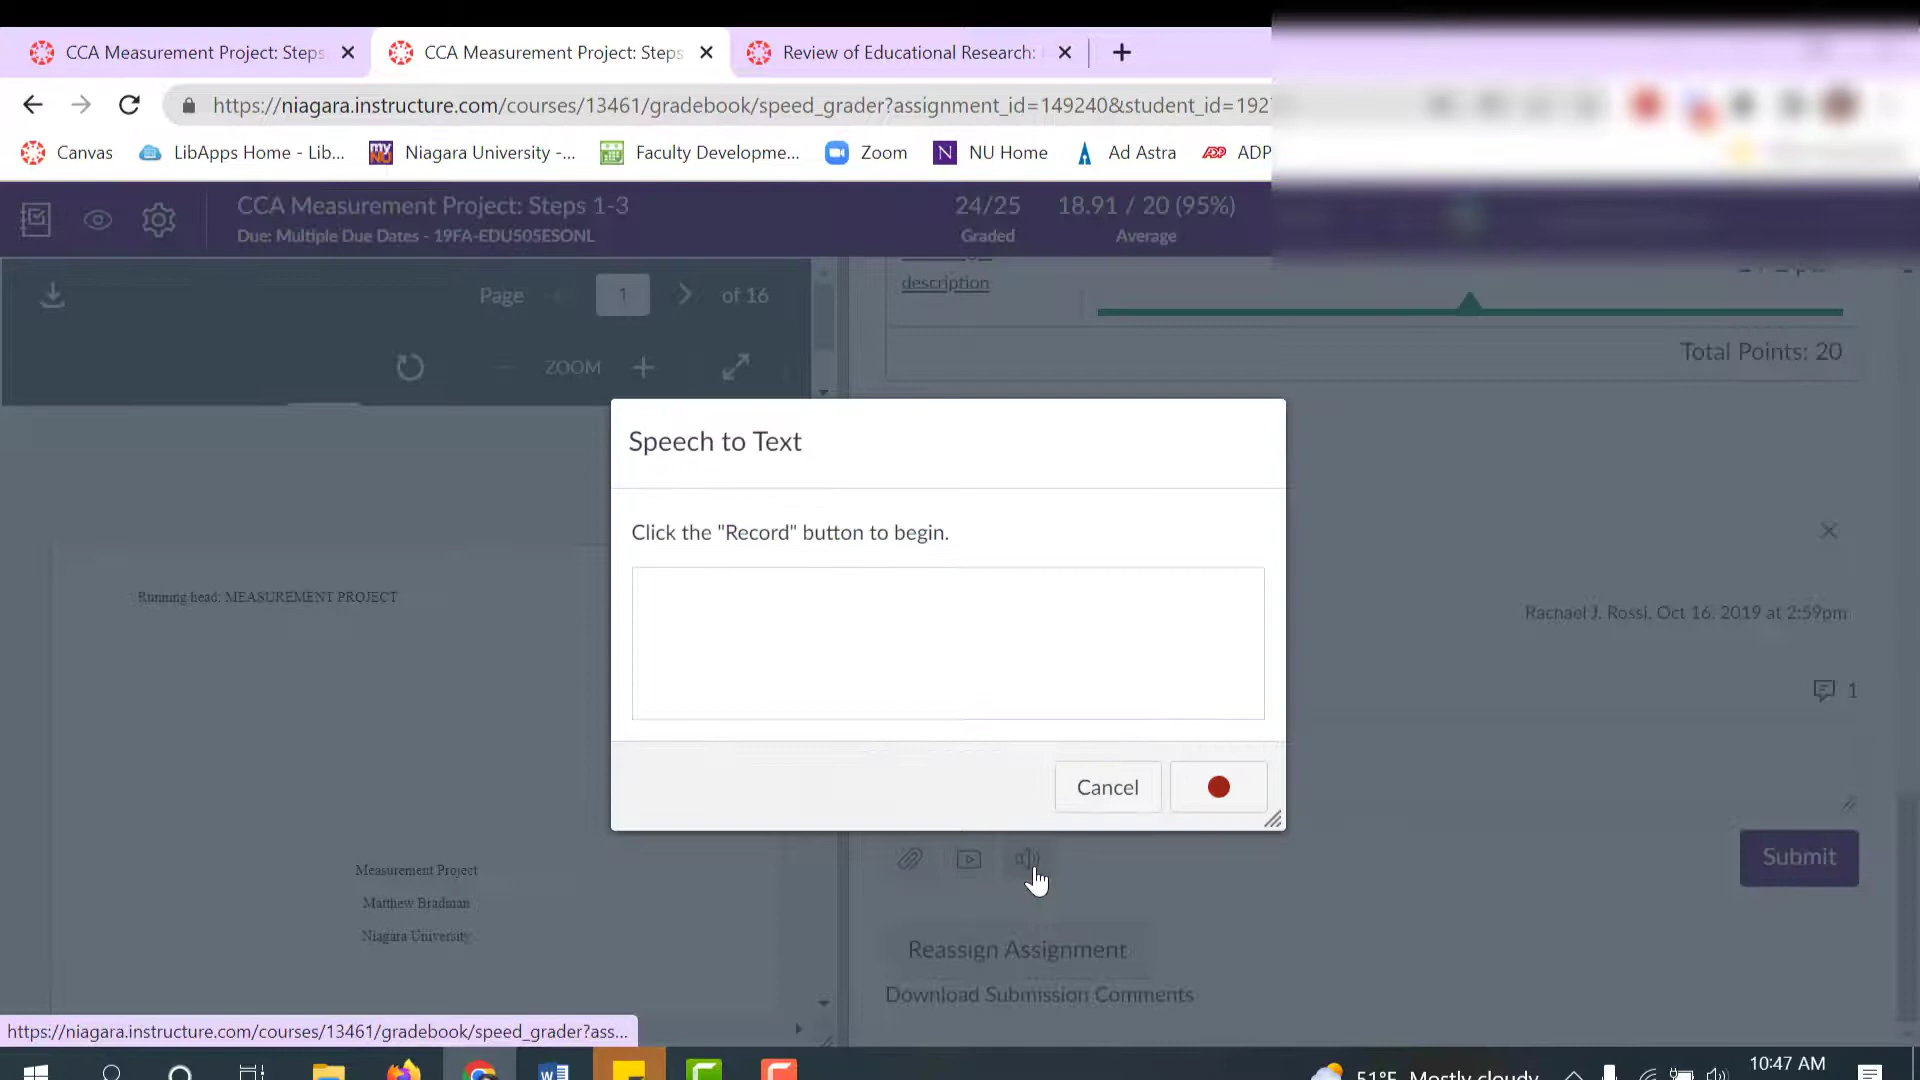 CCA Measurement Project: Steps
CCA Measurement Project: Steps
Review of Educational Research:
https://niagara.instructure.com/courses/13461/gradebook/speed_grader?assignment_id=149240&student_id=192
Canvas
LibApps Home - Lib...
Niagara University -...
Faculty Developme...
Zoom
NU Home
Ad Astra
ADP
CCA Measurement Project: Steps 1-3
Due: Multiple Due Dates - 19FA-EDU505ESONL
24/25
Graded
18.91 / 20 (95%)
Average
Page
1
of 16
ZOOM
description
Total Points: 20
Speech to Text
Click the "Record" button to begin.
Cancel
Running head: MEASUREMENT PROJECT
Measurement Project
Matthew Bradman
Niagara University
Rachael J. Rossi, Oct 16, 2019 at 2:59pm
1
Submit
Reassign Assignment
Download Submission Comments
https://niagara.instructure.com/courses/13461/gradebook/speed_grader?ass...
51°F Mostly cloudy
10:47 AM